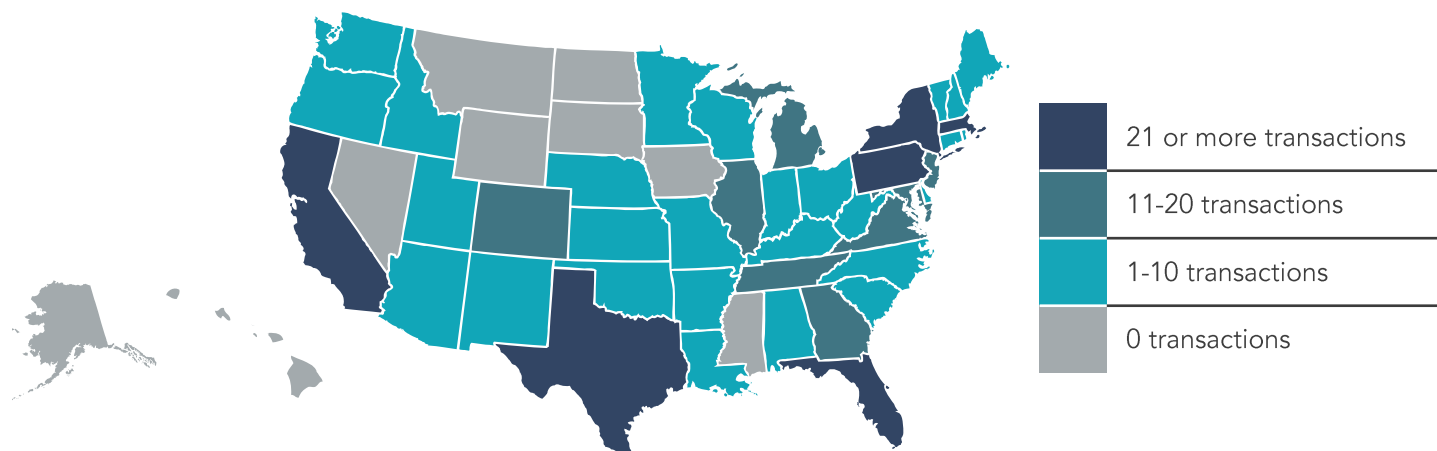 21 or more transactions
11-20 transactions
1-10 transactions
0 transactions